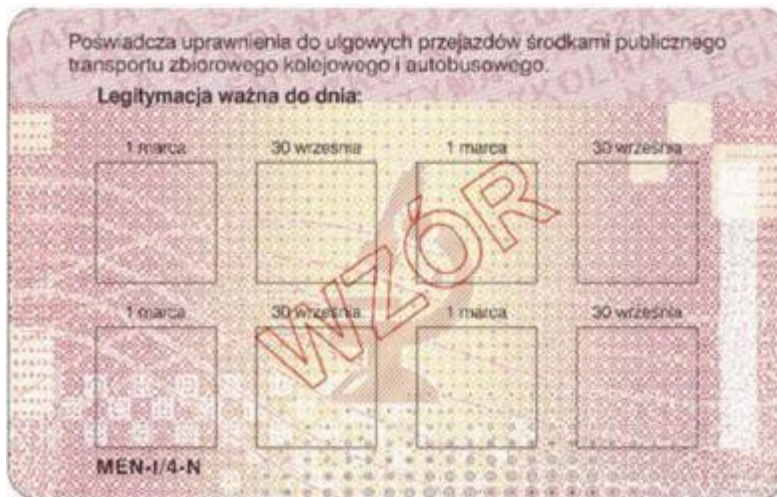 Poświadcza uprawnienia do ulgowych przejazdów środkami publicznego
transportu zbiorowego kolejowego i autobusowego.
Legitymacja ważna do dnia:
1 marca 30 września 1 marca 30 września
WZÓR
1 marca 30 września 1 marca 30 września
MEN-I/4-N